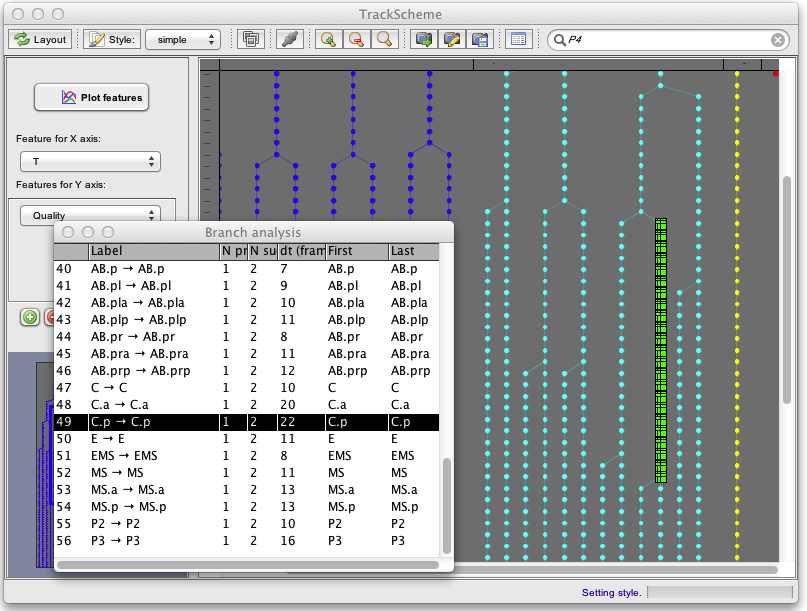 TrackScheme
Layout Style: simple P4
Plot features
Feature for X axis:
T
Features for Y axis:
Quality
Branch analysis
Label N pr N su dt (fram First Last
40 AB.p → AB.p 1 2 7 AB.p AB.p
41 AB.pl → AB.pl 1 2 9 AB.pl AB.pl
42 AB.pla → AB.pla 1 2 10 AB.pla AB.pla
43 AB.plp → AB.plp 1 2 11 AB.plp AB.plp
44 AB.pr → AB.pr 1 2 8 AB.pr AB.pr
45 AB.pra → AB.pra 1 2 11 AB.pra AB.pra
46 AB.prp → AB.prp 1 2 12 AB.prp AB.prp
47 C → C 1 2 10 C C
48 C.a → C.a 1 2 20 C.a C.a
49 C.p → C.p 1 2 22 C.p C.p
50 E → E 1 2 11 E E
51 EMS → EMS 1 2 8 EMS EMS
52 MS → MS 1 2 11 MS MS
53 MS.a → MS.a 1 2 13 MS.a MS.a
54 MS.p → MS.p 1 2 13 MS.p MS.p
55 P2 → P2 1 2 10 P2 P2
56 P3 → P3 1 2 16 P3 P3
Setting style.